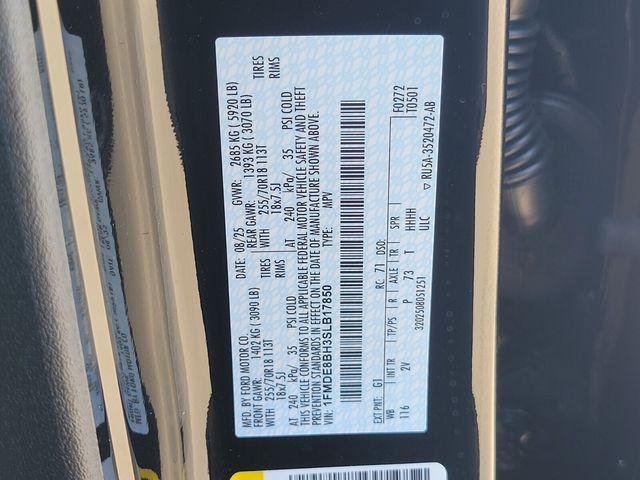 MFD. BY FORD MOTOR CO.
DATE: 08/25 GVWR: 2685 KG ( 5920 LB)
FRONT GAWR: 1402 KG ( 3090 LB) REAR GAWR: 1393 KG ( 3070 LB)
WITH 255/70R18 113T TIRES WITH 255/70R18 113T TIRES
18x7.5J RIMS 18x7.5J RIMS
AT 240 kPa/ 35 PSI COLD AT 240 kPa/ 35 PSI COLD
THIS VEHICLE CONFORMS TO ALL APPLICABLE FEDERAL MOTOR VEHICLE SAFETY AND THEFT
PREVENTION STANDARDS IN EFFECT ON THE DATE OF MANUFACTURE SHOWN ABOVE.
VIN: 1FMDE8BH3SLB17850 TYPE: MPV
EXT PNT: G1 RC: 71 DSO: F0272
WB INT TR TP/PS R AXLE TR SPR T0501
116 2V P 73 T HHHH
ULC
3202508051251 ▽ RU5A-3520472-AB